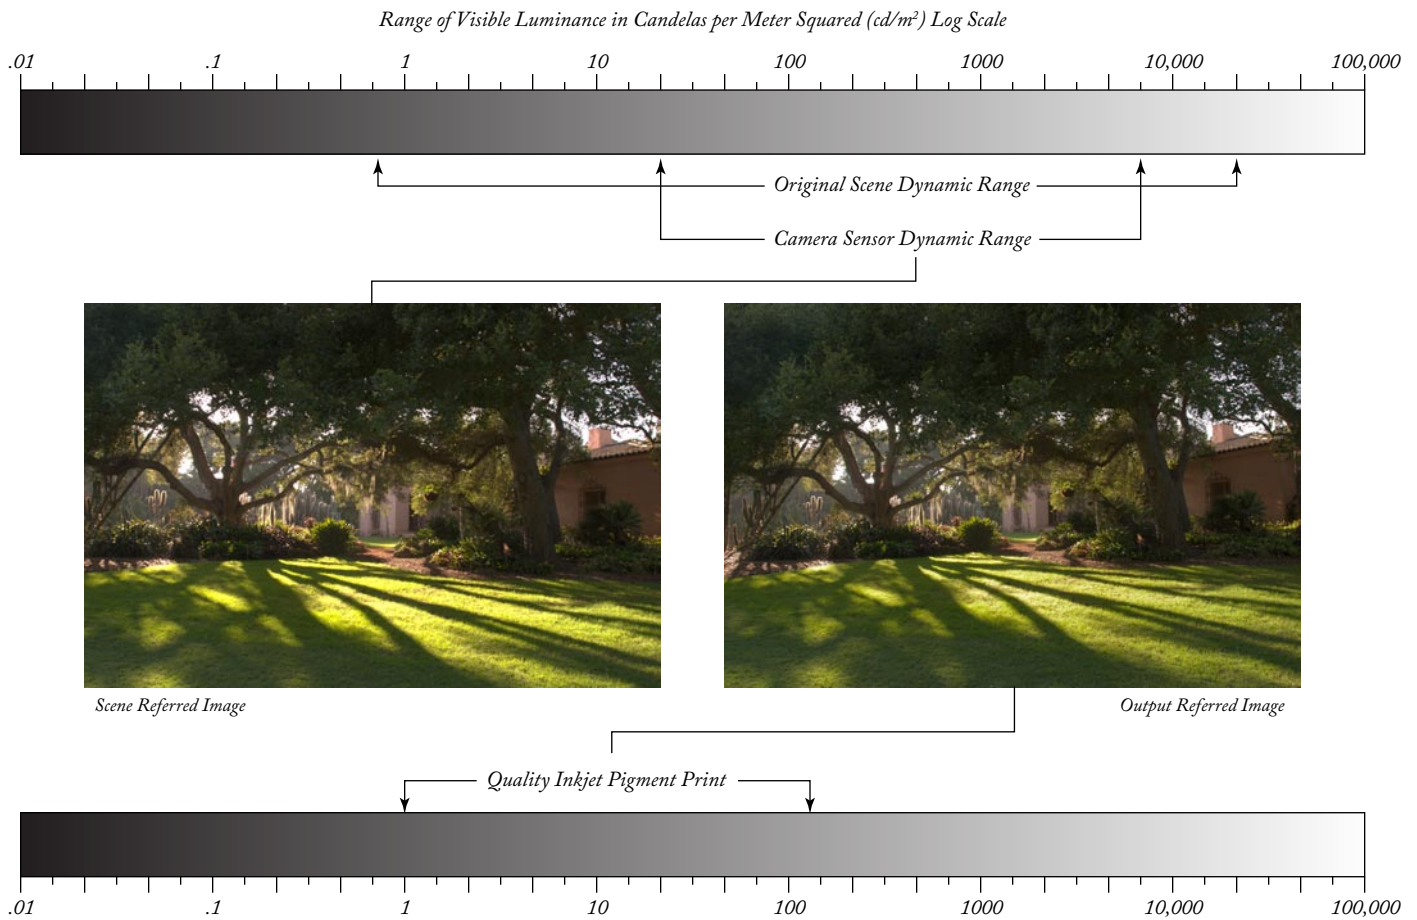 Range of Visible Luminance in Candelas per Meter Squared (cd/m²) Log Scale
.01 .1 1 10 100 1000 10,000 100,000
Original Scene Dynamic Range
Camera Sensor Dynamic Range
Scene Referred Image
Output Referred Image
Quality Inkjet Pigment Print
.01 .1 1 10 100 1000 10,000 100,000